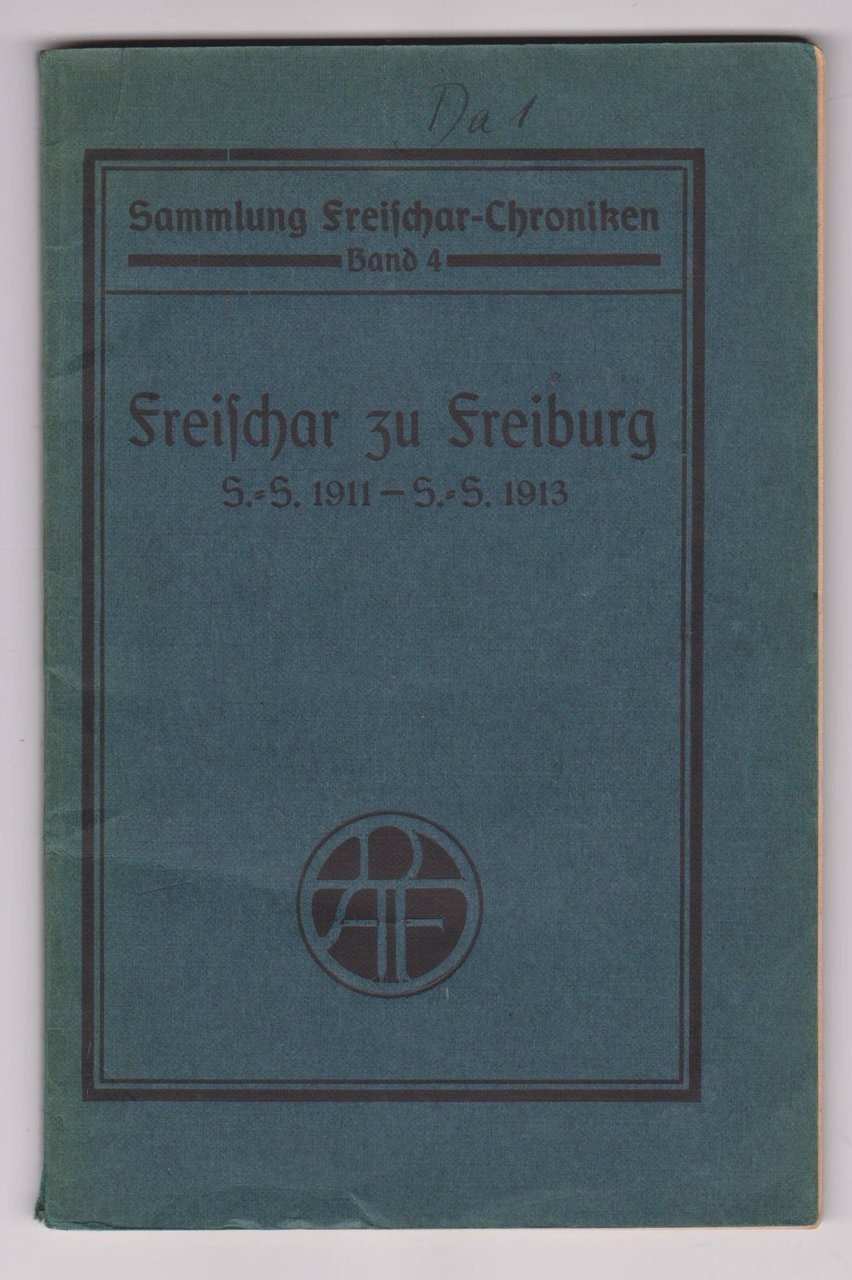 Da 1
Sammlung Freiſchar-Chroniken
Band 4
Freiſchar zu Freiburg
S.-S. 1911 — S.-S. 1913